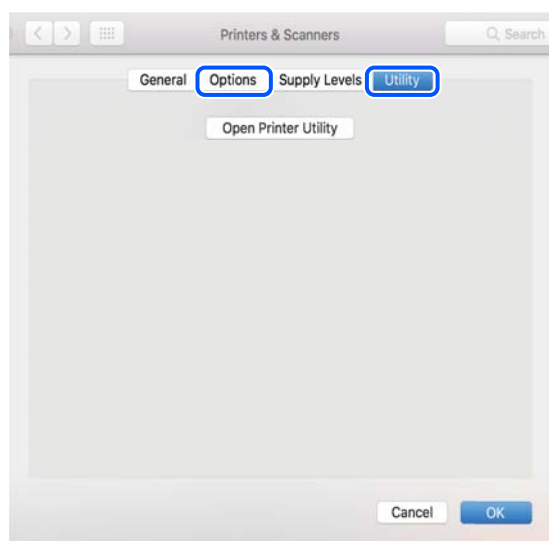 Printers & Scanners Search
General Options Supply Levels Utility
Open Printer Utility
Cancel OK